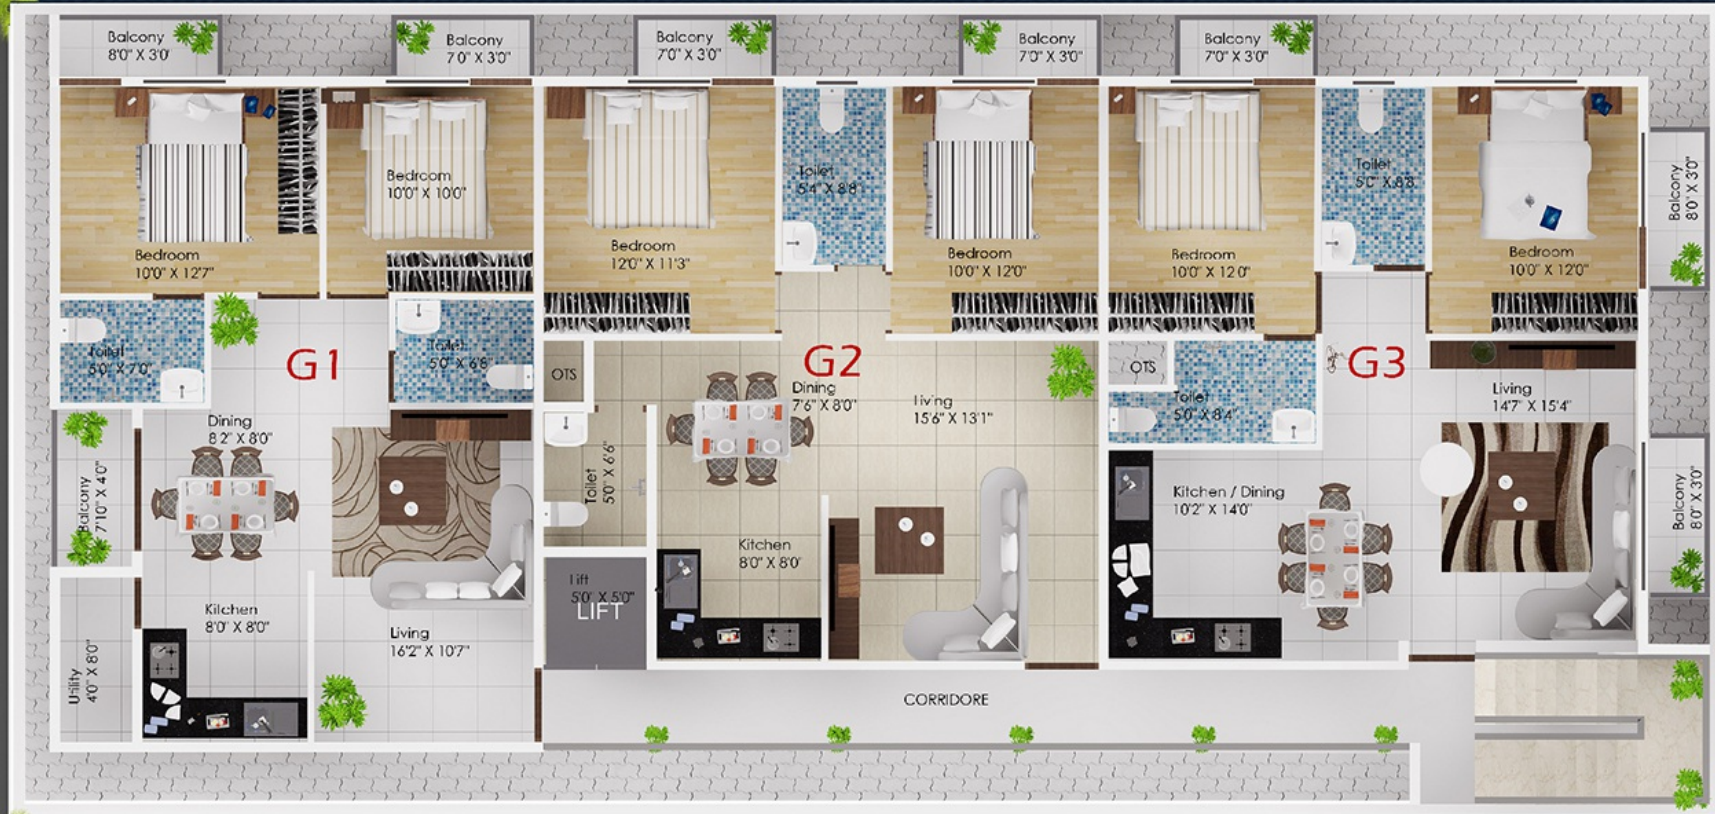 Balcony
8'0" X 3'0
Balcony
7'0" X 3'0"
Balcony
7'0" X 3'0"
Balcony
7'0" X 3'0"
Balcony
7'0" X 3'0"
Bedroom
10'0" X 12'7"
Bedroom
10'0" X 10'0"
Bedroom
12'0" X 11'3"
Toilet
5'4" X 8'8
Bedroom
10'0" X 12'0"
Bedroom
10'0" X 12'0"
Toilet
5'0" X 8'8
Bedroom
10'0" X 12'0"
Balcony
8'0" X 3'0"
Toilet
5'0" X 7'0"
G1
Toilet
5'0" X 6'8
OTS
G2
Dining
7'6" X 8'0"
Living
15'6" X 13'1"
OTS
Toilet
5'0" X 8'4"
G3
Living
14'7" X 15'4"
Dining
8'2" X 8'0"
Balcony
7'10" X 4'0"
Toilet
5'0" X 6'6"
Kitchen
8'0" X 8'0"
Kitchen / Dining
10'2" X 14'0"
Balcony
8'0" X 3'0"
Lift
5'0" X 5'0"
LIFT
Kitchen
8'0" X 8'0"
Living
16'2" X 10'7"
Utility
4'0" X 8'0"
CORRIDORE